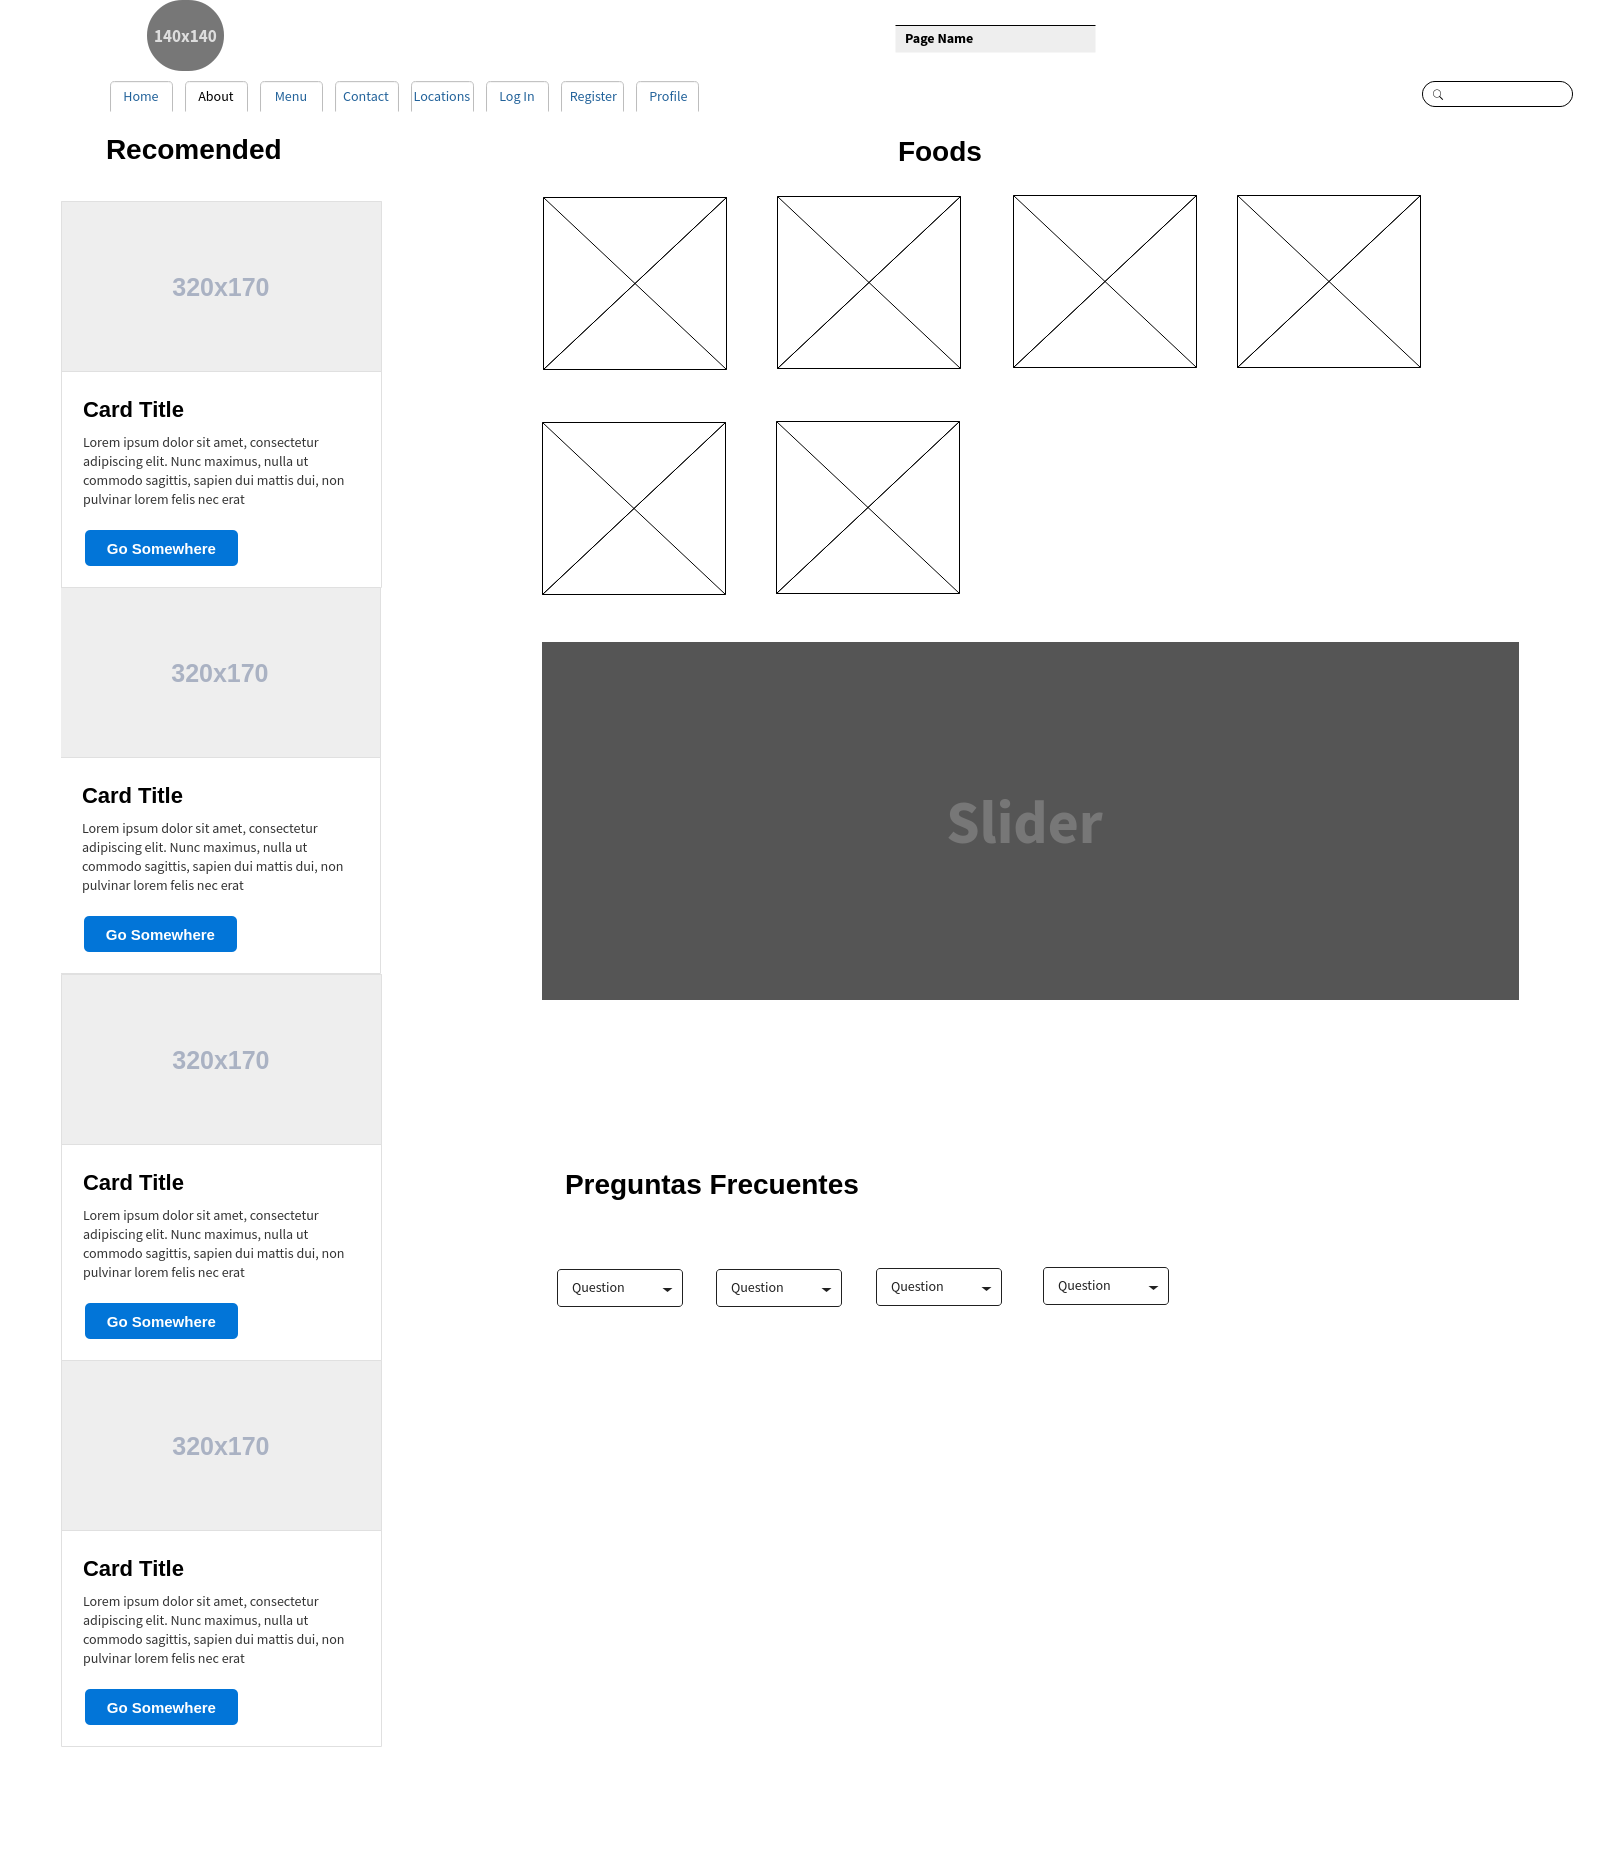 140x140
Page Name
Home
About
Menu
Contact
Locations
Log In
Register
Profile
Recomended
320x170
Card Title
Lorem ipsum dolor sit amet, consectetur
adipiscing elit. Nunc maximus, nulla ut
commodo sagittis, sapien dui mattis dui, non
pulvinar lorem felis nec erat
Go Somewhere
320x170
Card Title
Lorem ipsum dolor sit amet, consectetur
adipiscing elit. Nunc maximus, nulla ut
commodo sagittis, sapien dui mattis dui, non
pulvinar lorem felis nec erat
Go Somewhere
320x170
Card Title
Lorem ipsum dolor sit amet, consectetur
adipiscing elit. Nunc maximus, nulla ut
commodo sagittis, sapien dui mattis dui, non
pulvinar lorem felis nec erat
Go Somewhere
320x170
Card Title
Lorem ipsum dolor sit amet, consectetur
adipiscing elit. Nunc maximus, nulla ut
commodo sagittis, sapien dui mattis dui, non
pulvinar lorem felis nec erat
Go Somewhere
Foods
Slider
Preguntas Frecuentes
Question
Question
Question
Question